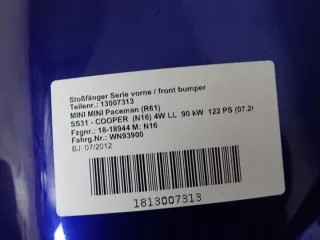 Stoßfänger Serie vorne / front bumper
Teilenr.: 13007313
MINI MINI Paceman (R61)
SS31 - COOPER (N16) 4W LL 90 kW 122 PS (07.20
Fzgnr.: 18-18944 M: N16
Fahrg.Nr.: WN93900
BJ: 07/2012
1813007313